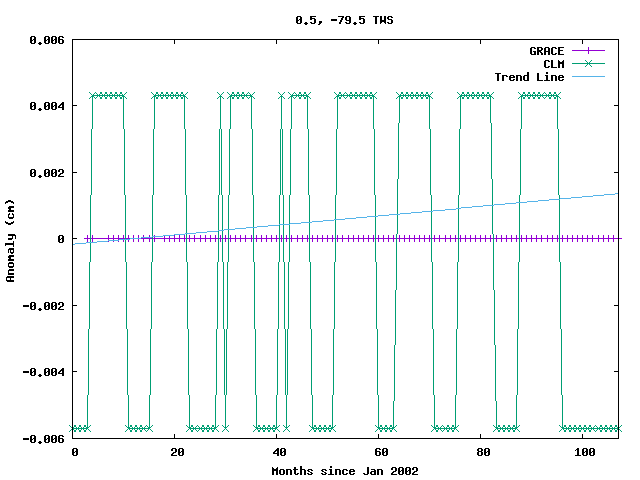 0.5, -79.5 TWS
GRACE
CLM
Trend Line
0.006
0.004
0.002
0
-0.002
-0.004
-0.006
Anomaly (cm)
0 20 40 60 80 100
Months since Jan 2002